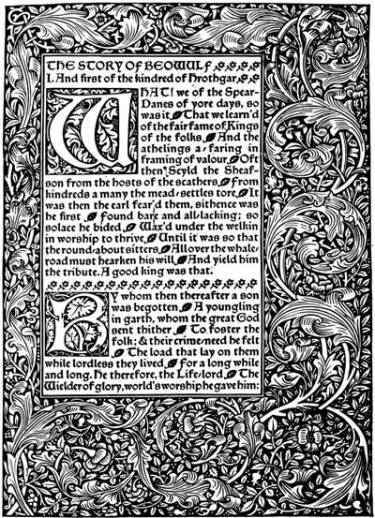 THE STORY OF BEOWULF
I. And first of the kindred of Hrothgar
WHAT! we of the Spear-
Danes of yore days, so
was it That we learn'd
of the fair fame of Kings
of the folks And the
athelings a-faring in
framing of valour. Oft
then Scyld the Sheaf-
son from the hosts of the scathers, From
kindreds a many the mead-settles tore, It
was then the earl fear'd them, sithence was
he first found bare and all-lacking; so
solace he bided, Wax'd under the welkin
in worship to thrive, Until it was so that
the round-about sitters, All over the whale-
road must hearken his will, And yield him
the tribute. A good king was that.
By whom then thereafter a son
was begotten, A youngling
in garth, whom the great God
sent thither, To foster the
folk: & their crime-need he felt
The load that lay on them
while lordless they lived, for a long while
and long. He therefore, the Life-lord, The
Wielder of glory, world's worship he gave him: